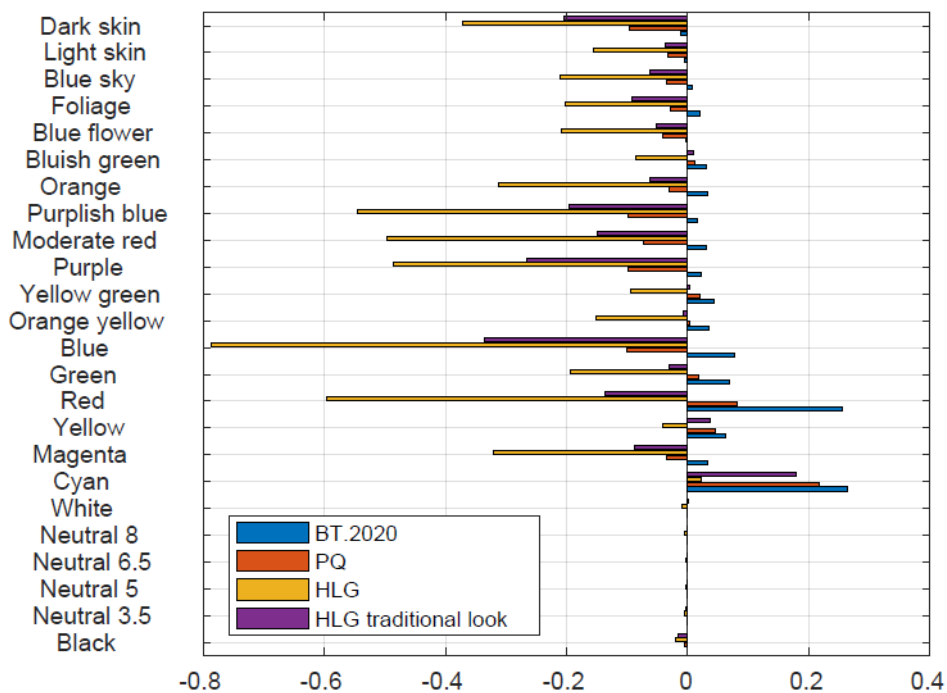 Dark skin
Light skin
Blue sky
Foliage
Blue flower
Bluish green
Orange
Purplish blue
Moderate red
Purple
Yellow green
Orange yellow
Blue
Green
Red
Yellow
Magenta
Cyan
White
Neutral 8
Neutral 6.5
Neutral 5
Neutral 3.5
Black
BT.2020
PQ
HLG
HLG traditional look
-0.8 -0.6 -0.4 -0.2 0 0.2 0.4